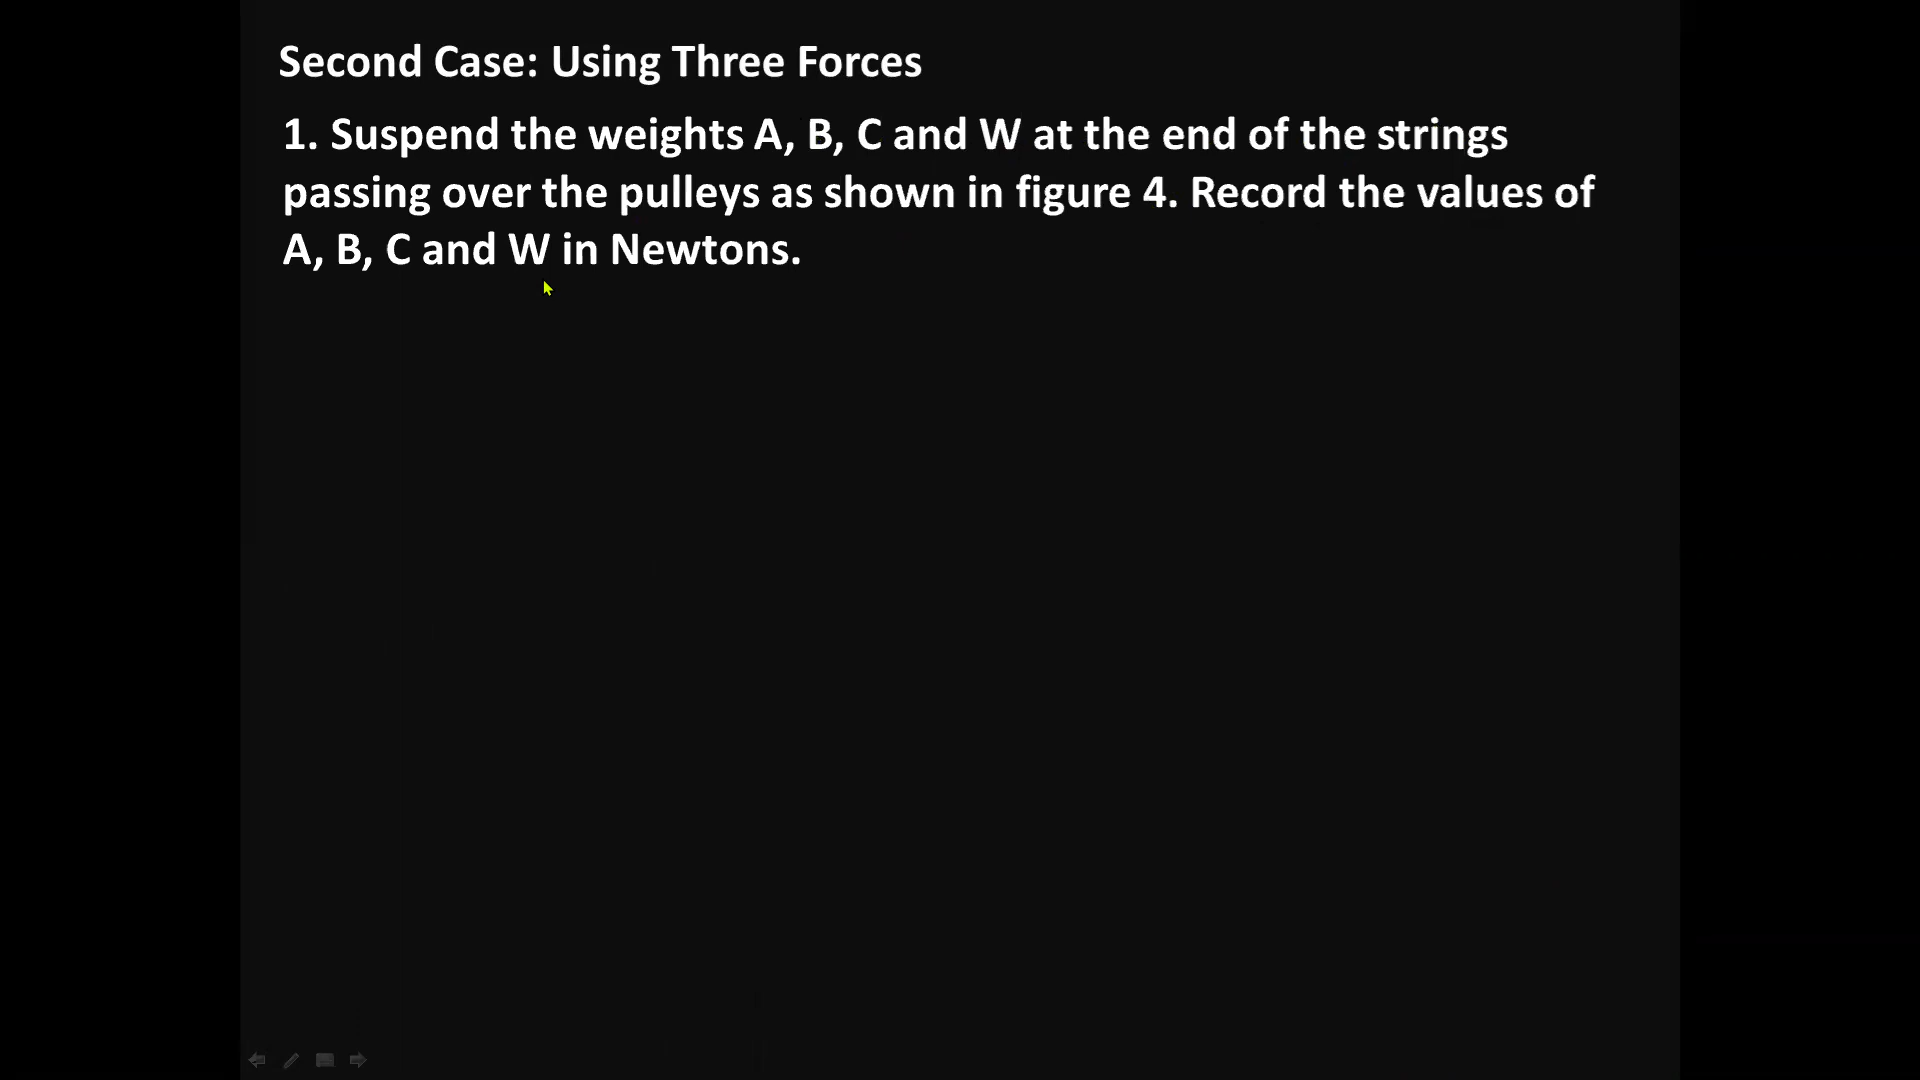 Second Case: Using Three Forces
1. Suspend the weights A, B, C and W at the end of the strings
passing over the pulleys as shown in figure 4. Record the values of
A, B, C and W in Newtons.